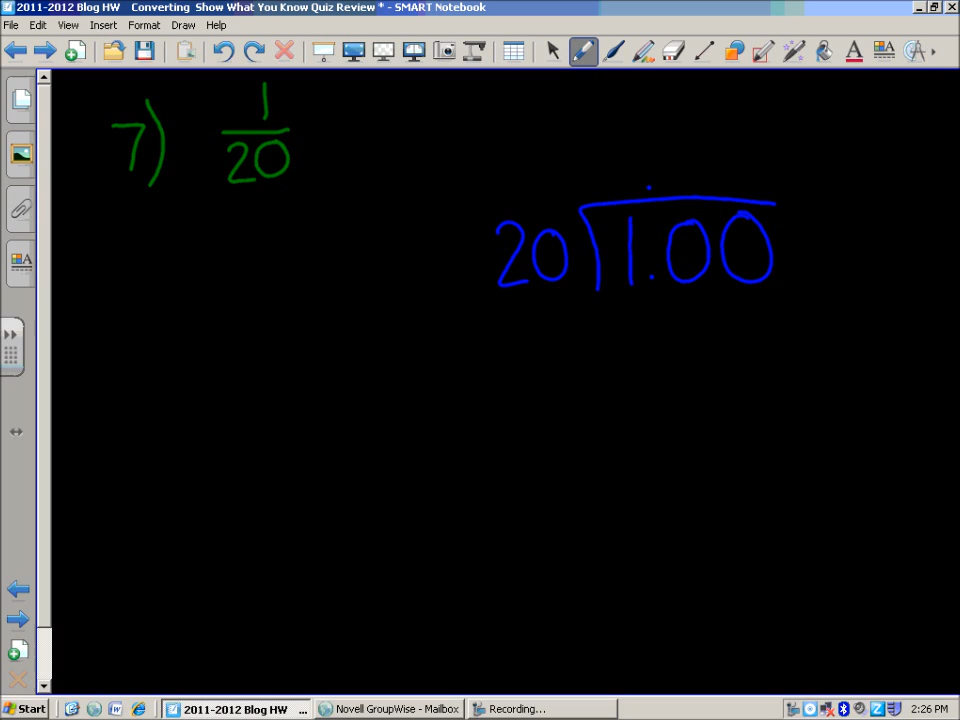 2011-2012 Blog HW Converting Show What You Know Quiz Review * - SMART Notebook
File Edit View Insert Format Draw Help
7) 1
20
.
20 1.00
Start 2011-2012 Blog HW ... Novell GroupWise - Mailbox Recording... 2:26 PM